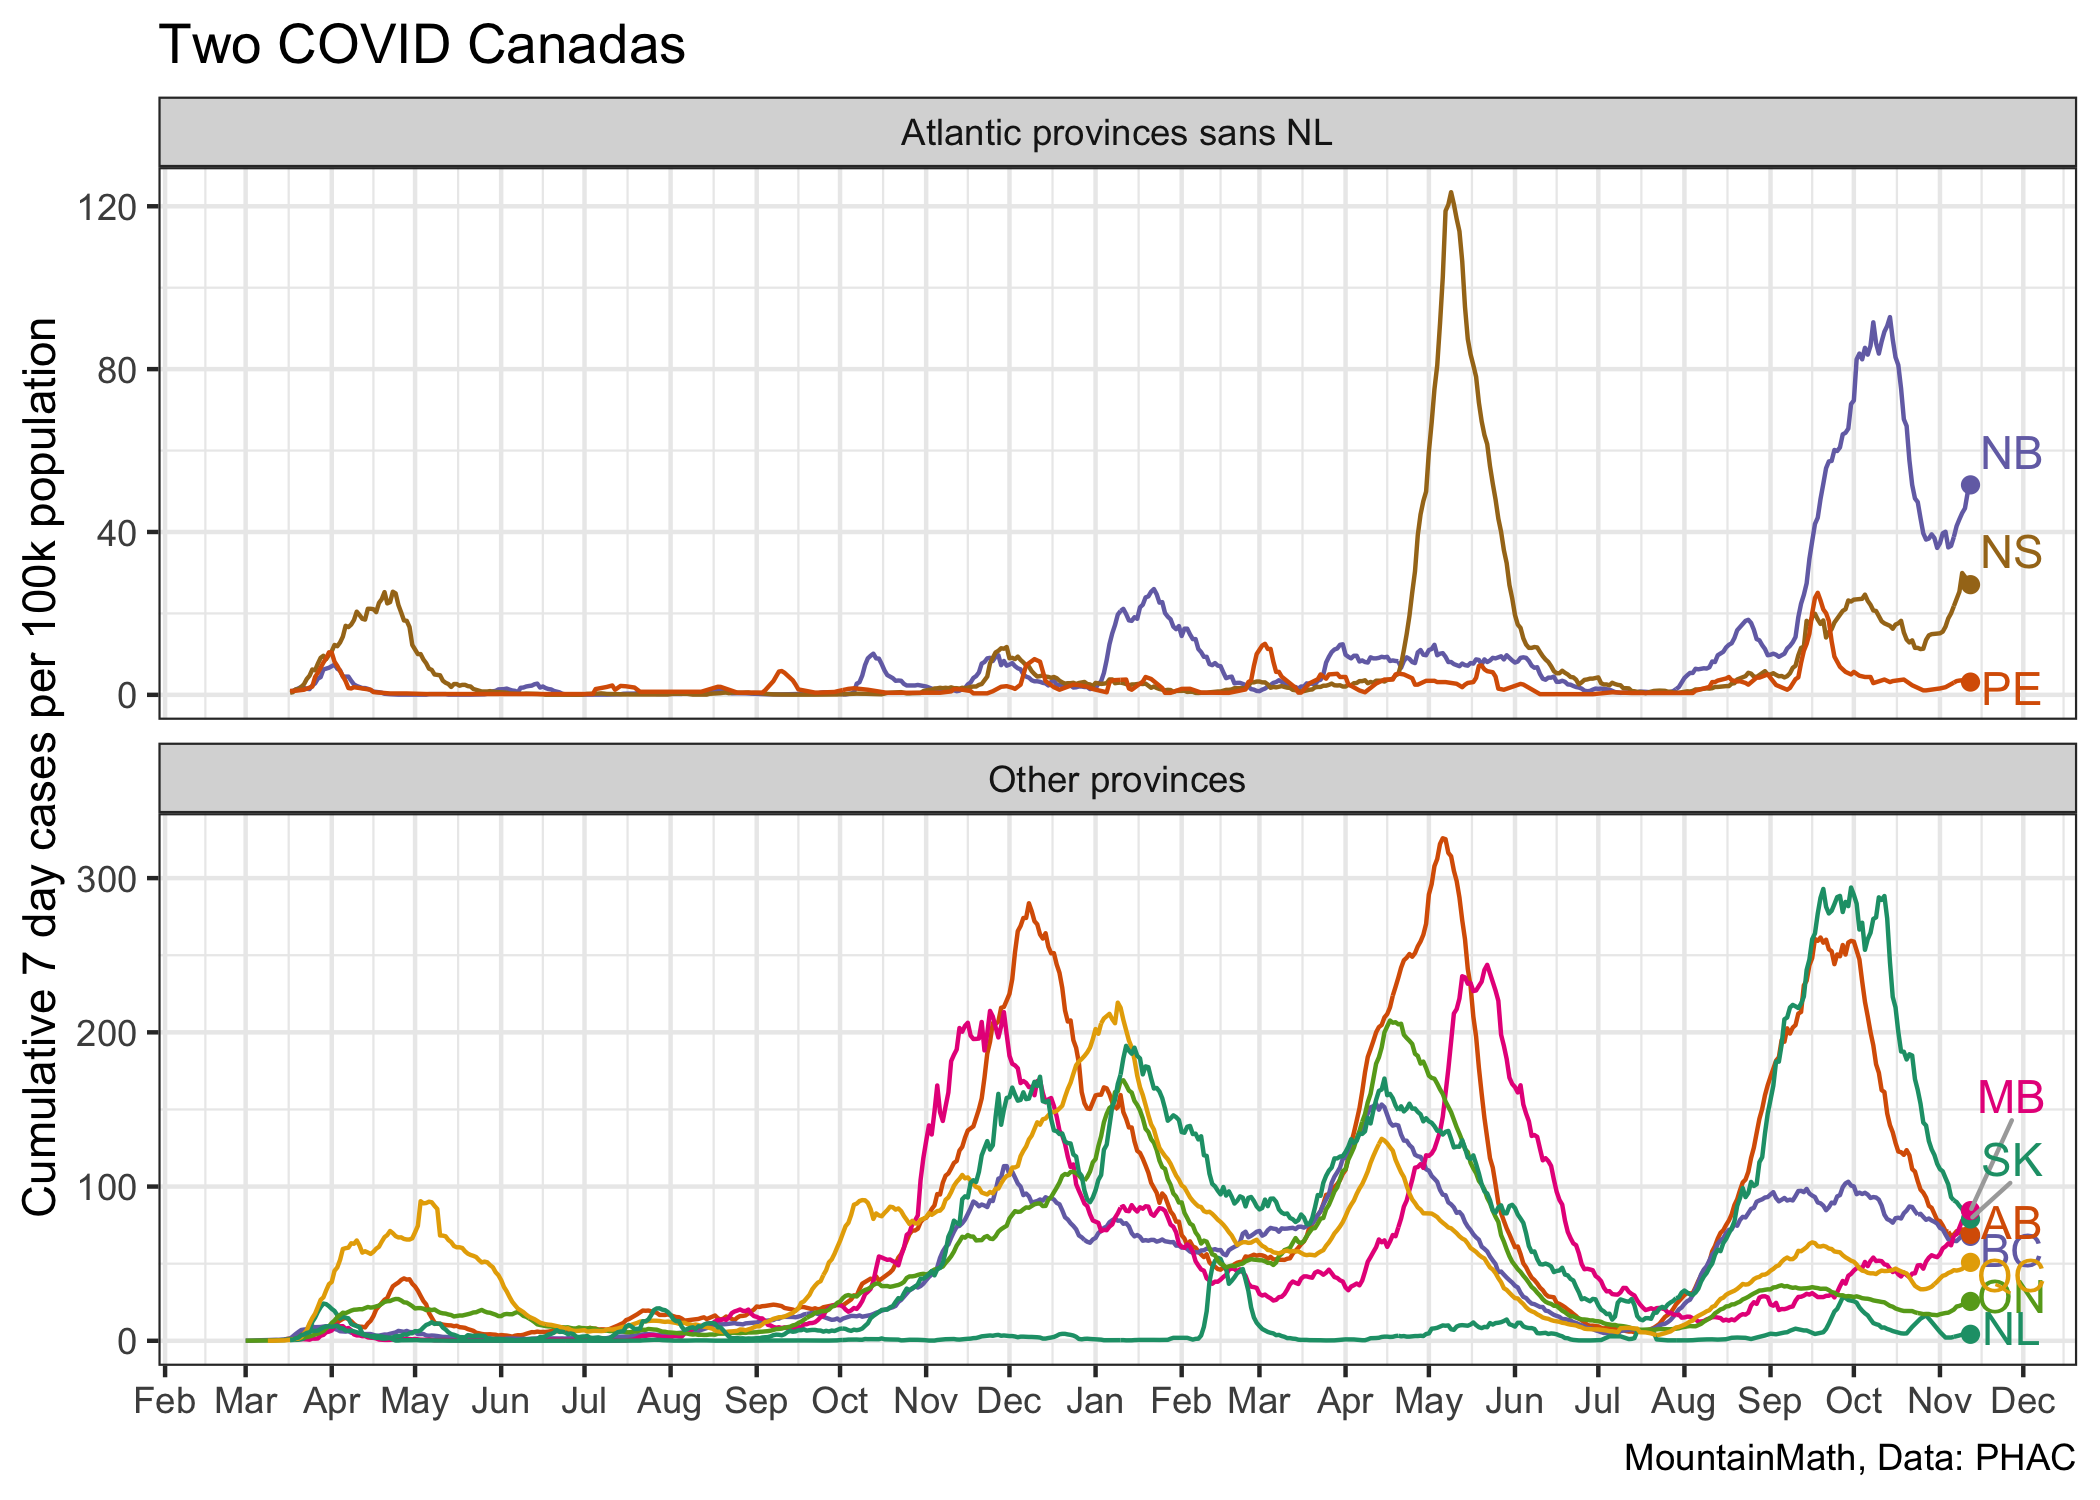 Two COVID Canadas
Atlantic provinces sans NL
120
80
40
0
NB
NS
PE
Cumulative 7 day cases per 100k population
Other provinces
300
200
100
0
MB
SK
AB
BC
QC
ON
NL
Feb Mar Apr May Jun Jul Aug Sep Oct Nov Dec Jan Feb Mar Apr May Jun Jul Aug Sep Oct Nov Dec
MountainMath, Data: PHAC